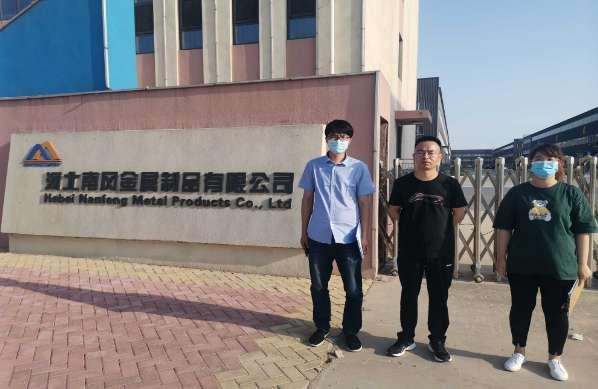 河北南风金属制品有限公司
Hebei Nanfeng Metal Products Co., Ltd